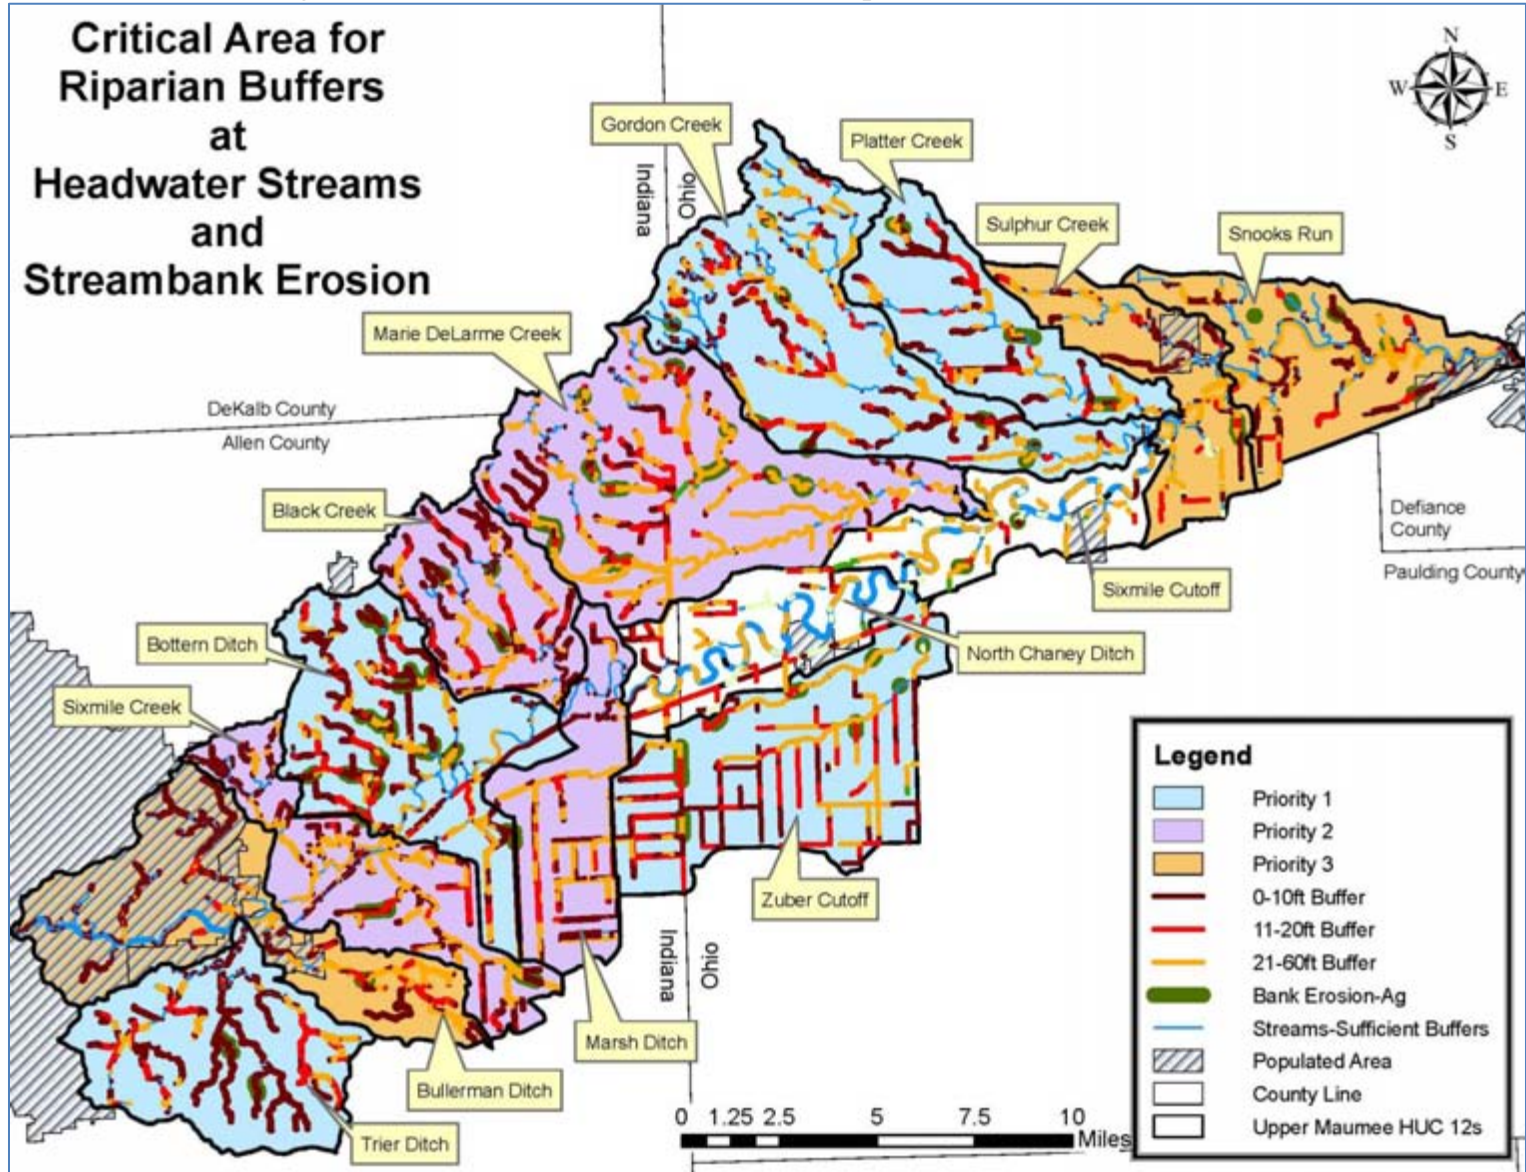 Critical Area for
Riparian Buffers
at
Headwater Streams
and
Streambank Erosion
N
W
E
S
Gordon Creek
Platter Creek
Indiana
Ohio
Sulphur Creek
Snooks Run
Marie DeLarme Creek
DeKalb County
Allen County
Black Creek
Defiance
County
Paulding County
Sixmile Cutoff
Bottern Ditch
North Chaney Ditch
Sixmile Creek
Zuber Cutoff
Indiana
Ohio
Marsh Ditch
Bullerman Ditch
Trier Ditch
Legend
Priority 1
Priority 2
Priority 3
0-10ft Buffer
11-20ft Buffer
21-60ft Buffer
Bank Erosion-Ag
Streams-Sufficient Buffers
Populated Area
County Line
Upper Maumee HUC 12s
0 1.25 2.5 5 7.5 10
Miles